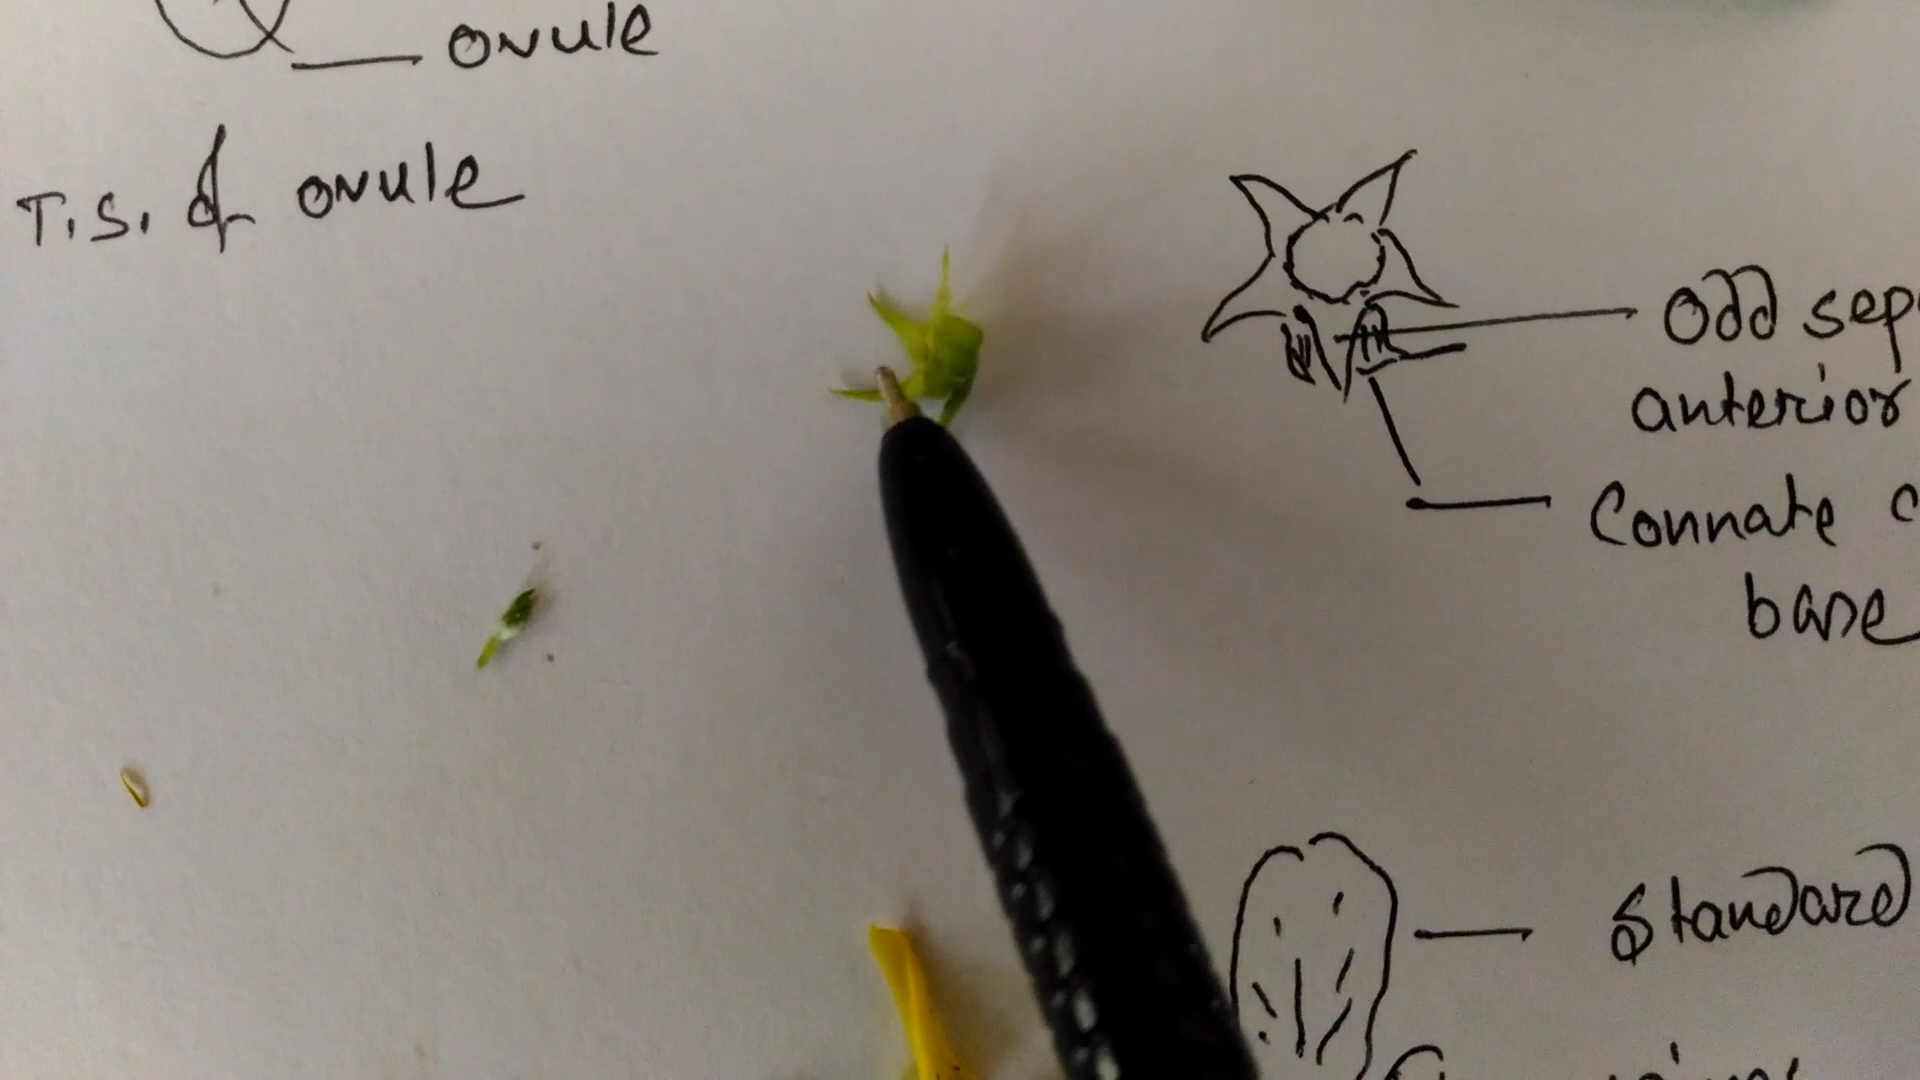 ovule
T.S. of ovule
Odd sep
anterior
Connate
base
Standard